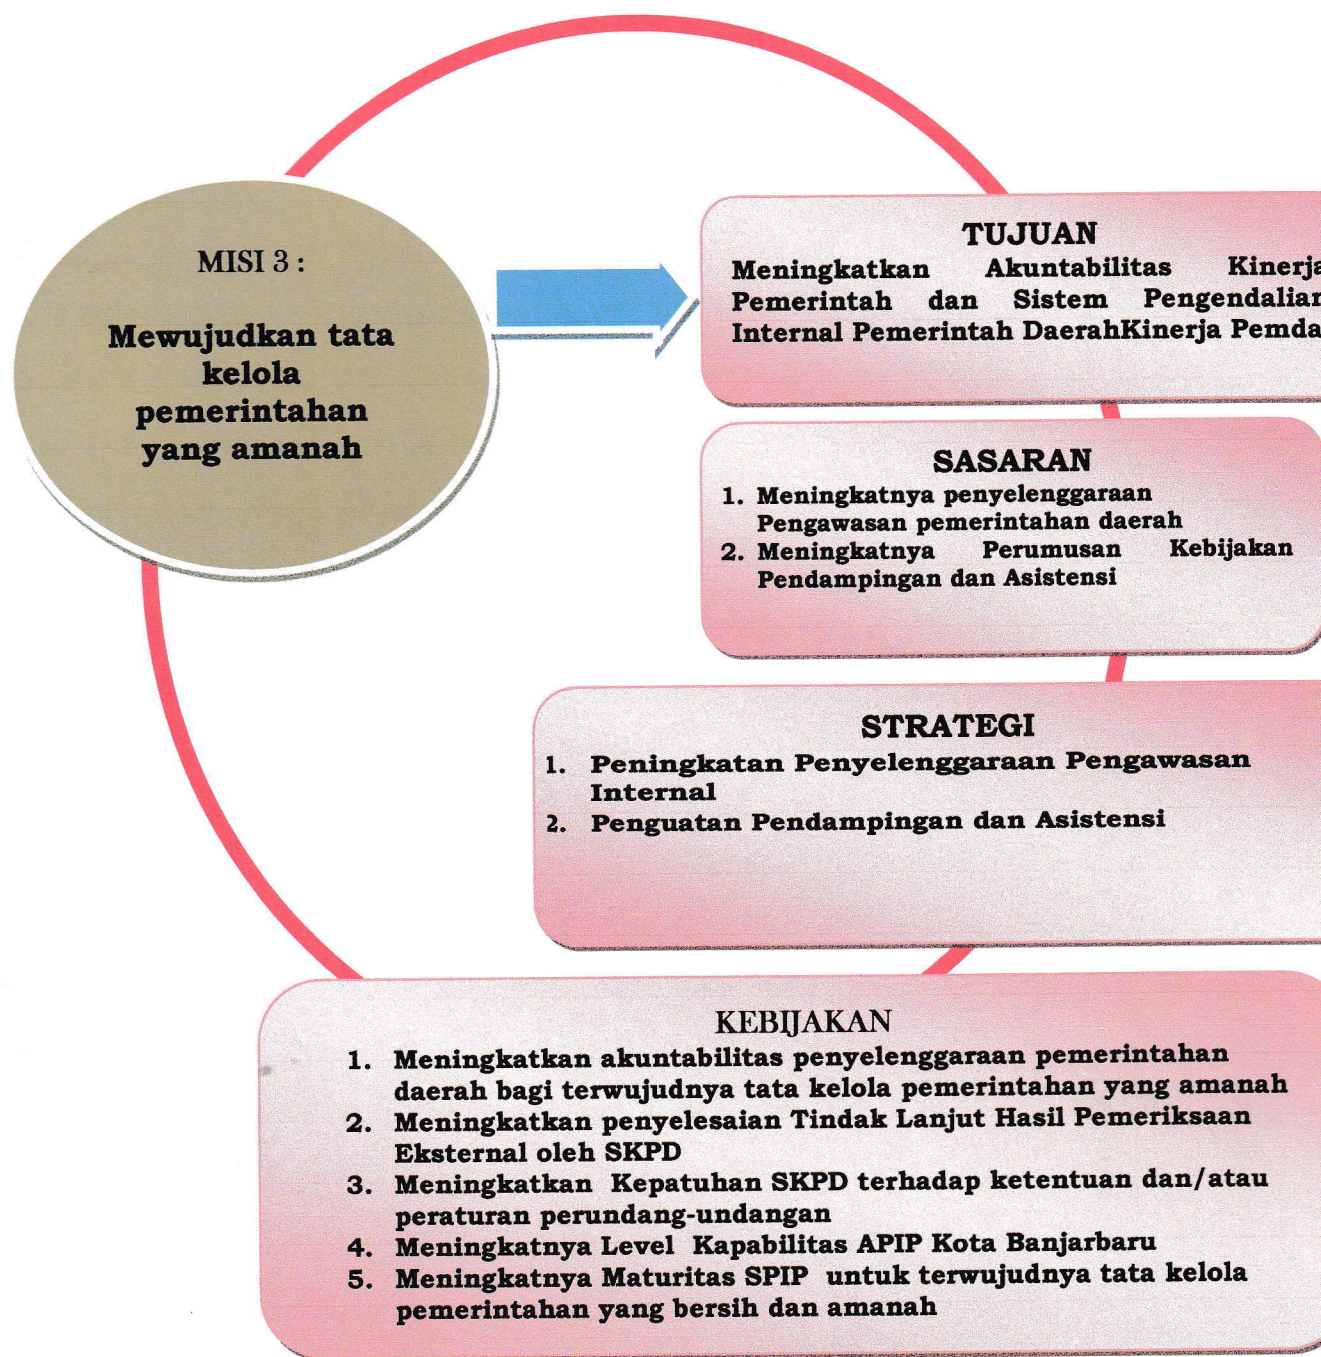 MISI 3 :
Mewujudkan tata
kelola
pemerintahan
yang amanah
TUJUAN
Meningkatkan Akuntabilitas Kinerja
Pemerintah dan Sistem Pengendalian
Internal Pemerintah DaerahKinerja Pemda
SASARAN
1. Meningkatnya penyelenggaraan
Pengawasan pemerintahan daerah
2. Meningkatnya Perumusan Kebijakan
Pendampingan dan Asistensi
STRATEGI
1. Peningkatan Penyelenggaraan Pengawasan
Internal
2. Penguatan Pendampingan dan Asistensi
KEBIJAKAN
1. Meningkatkan akuntabilitas penyelenggaraan pemerintahan
daerah bagi terwujudnya tata kelola pemerintahan yang amanah
2. Meningkatkan penyelesaian Tindak Lanjut Hasil Pemeriksaan
Eksternal oleh SKPD
3. Meningkatkan Kepatuhan SKPD terhadap ketentuan dan/atau
peraturan perundang-undangan
4. Meningkatnya Level Kapabilitas APIP Kota Banjarbaru
5. Meningkatnya Maturitas SPIP untuk terwujudnya tata kelola
pemerintahan yang bersih dan amanah